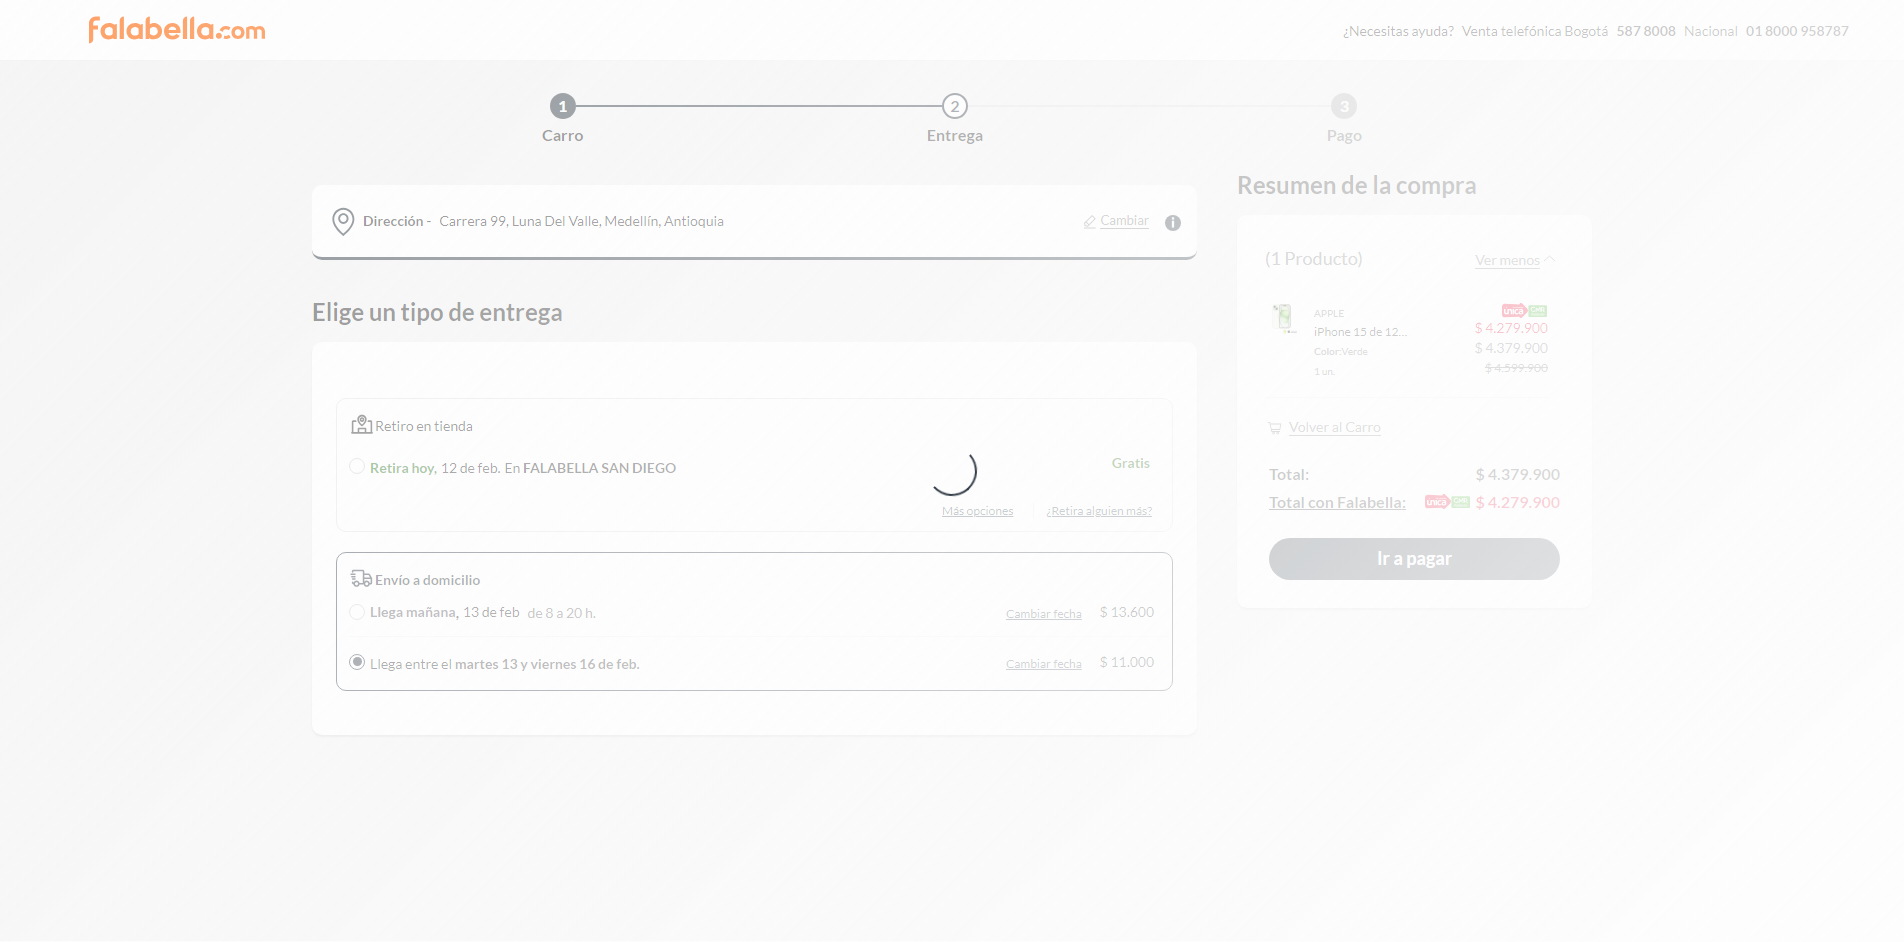 falabella.com
¿Necesitas ayuda? Venta telefónica Bogotá 587 8008 Nacional 01 8000 958787
1
2
3
Carro
Entrega
Pago
Dirección - Carrera 99, Luna Del Valle, Medellín, Antioquia
Cambiar
Elige un tipo de entrega
Retiro en tienda
Retira hoy, 12 de feb. En FALABELLA SAN DIEGO
Gratis
Más opciones
¿Retira alguien más?
Envío a domicilio
Llega mañana, 13 de feb de 8 a 20 h.
Cambiar fecha
$ 13.600
Llega entre el martes 13 y viernes 16 de feb.
Cambiar fecha
$ 11.000
Resumen de la compra
(1 Producto)
Ver menos
APPLE
iPhone 15 de 12...
Color:Verde
1 un.
única
$ 4.279.900
$ 4.379.900
$ 4.599.900
Volver al Carro
Total:
$ 4.379.900
Total con Falabella:
única
$ 4.279.900
Ir a pagar